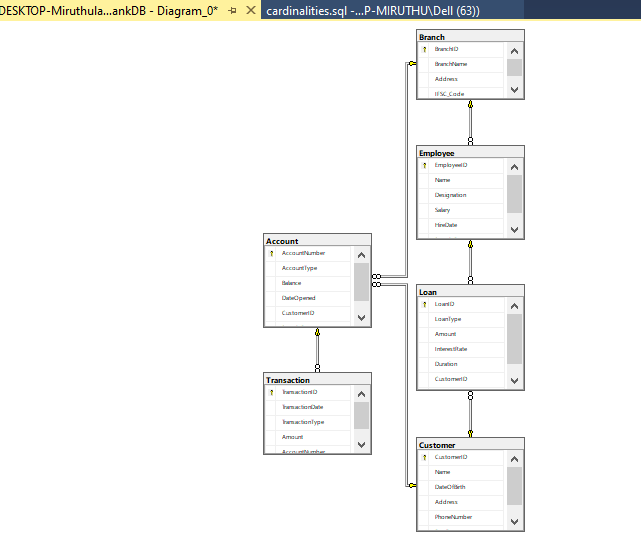 DESKTOP-Miruthula...ankDB - Diagram_0*
cardinalities.sql -...P-MIRUTHU\Dell (63))
Branch
BranchID
BranchName
Address
IFSC_Code
Employee
EmployeeID
Name
Designation
Salary
HireDate
Account
AccountNumber
AccountType
Balance
DateOpened
CustomerID
Loan
LoanID
LoanType
Amount
InterestRate
Duration
CustomerID
Transaction
TransactionID
TransactionDate
TransactionType
Amount
AccountNumber
Customer
CustomerID
Name
DateOfBirth
Address
PhoneNumber